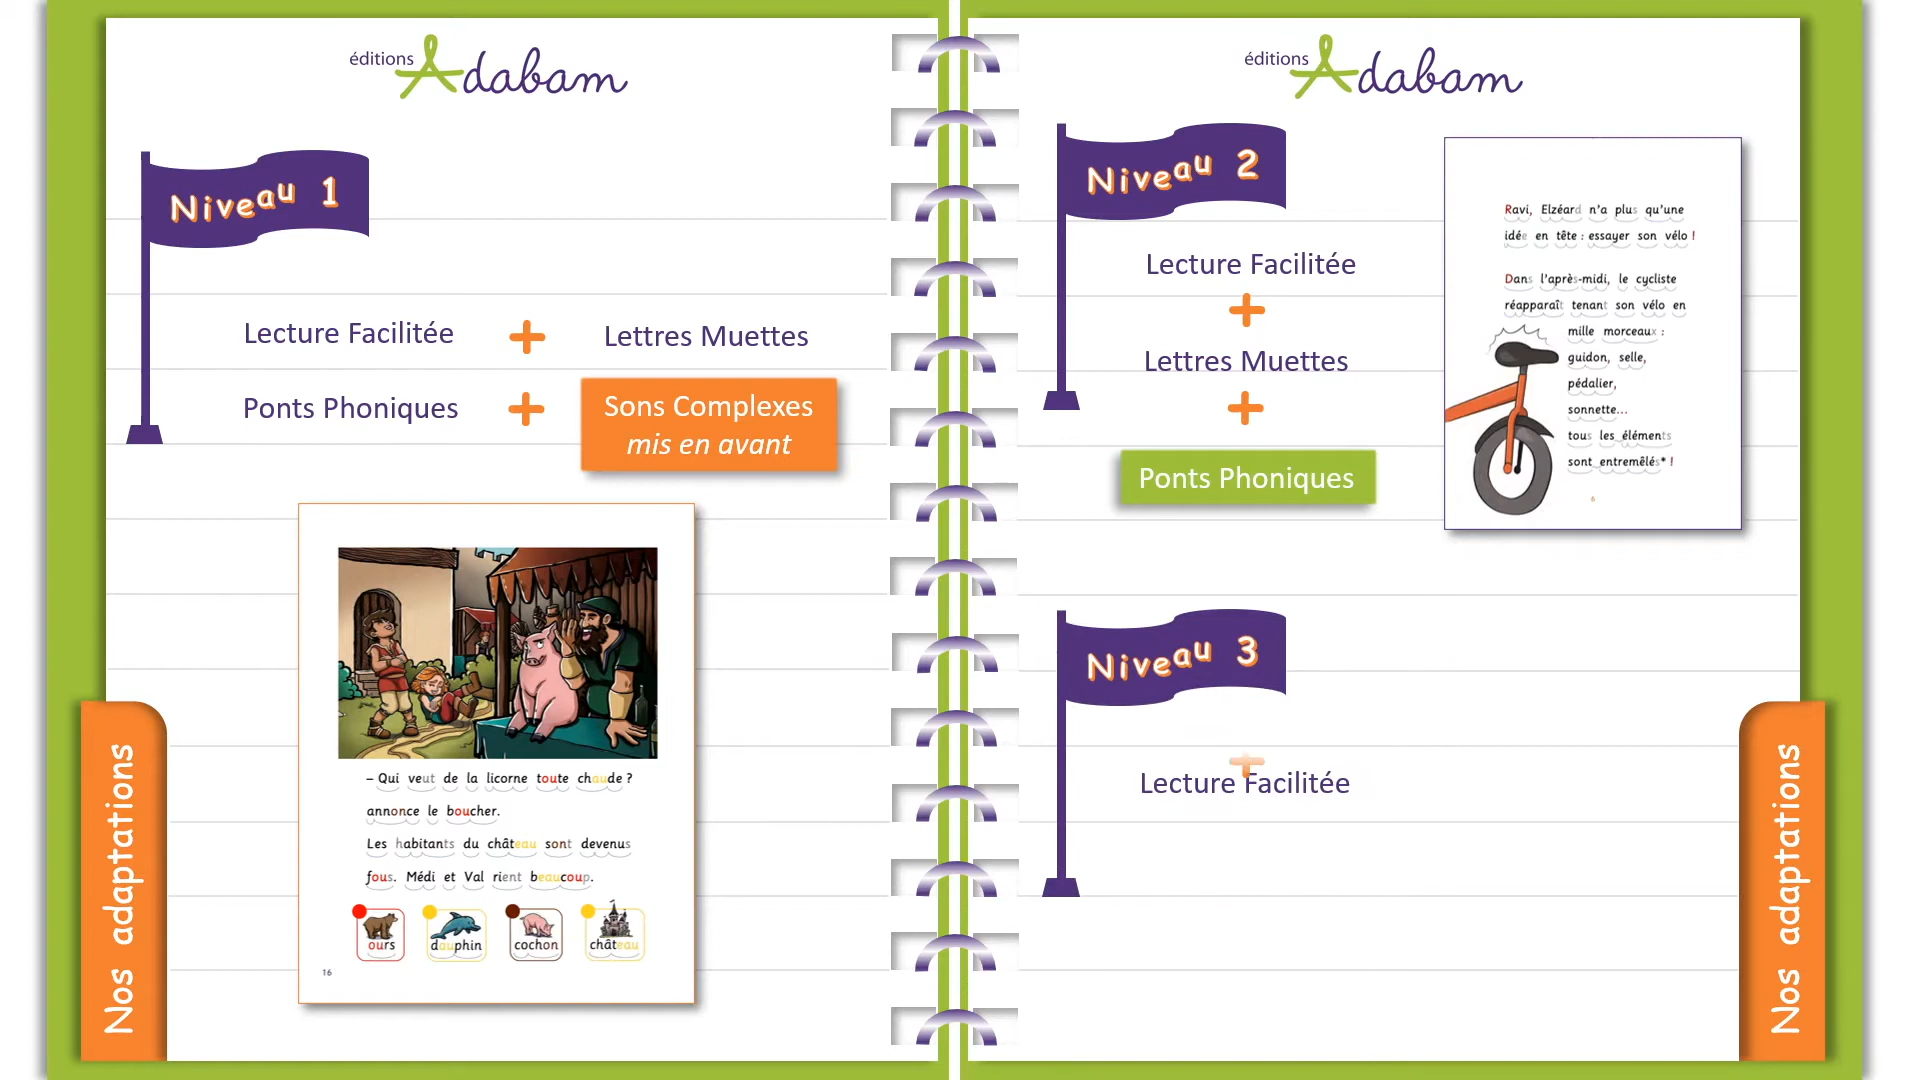 éditions Adabam
Niveau 1
Lecture Facilitée + Lettres Muettes
Ponts Phoniques + Sons Complexes
mis en avant
– Qui veut de la licorne toute chaude ?
annonce le boucher.
Les habitants du château sont devenus
fous. Médi et Val rient beaucoup.
ours dauphin cochon château
16
Nos adaptations
éditions Adabam
Niveau 2
Lecture Facilitée
+
Lettres Muettes
+
Ponts Phoniques
Ravi, Elzéard n'a plus qu'une
idée en tête : essayer son vélo !
Dans l'après-midi, le cycliste
réapparaît tenant son vélo en
mille morceaux :
guidon, selle,
pédalier,
sonnette...
tous les éléments
sont entremêlés* !
6
Niveau 3
+
Lecture Facilitée
Nos adaptations